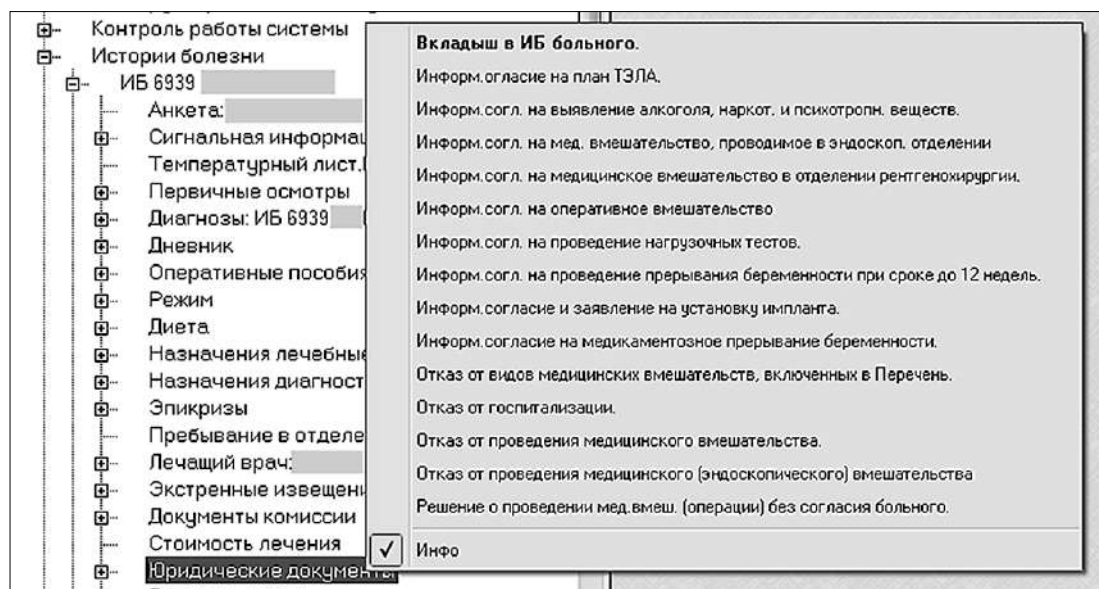 Контроль работы системы
Истории болезни
ИБ 6939
Анкета:
Сигнальная информац
Температурный лист.
Первичные осмотры
Диагнозы: ИБ 6939
Дневник
Оперативные пособия
Режим
Диета
Назначения лечебные
Назначения диагност
Эпикризы
Пребывание в отделе
Лечащий врач:
Экстренные извещени
Документы комиссии
Стоимость лечения
Юридические документы
Вкладыш в ИБ больного.
Информ.огласие на план ТЭЛА.
Информ.согл. на выявление алкоголя, наркот. и психотропн. веществ.
Информ.согл. на мед. вмешательство, проводимое в эндоскоп. отделении
Информ.согл. на медицинское вмешательство в отделении рентгенохирургии.
Информ.согл. на оперативное вмешательство
Информ.согл. на проведение нагрузочных тестов.
Информ.согл. на проведение прерывания беременности при сроке до 12 недель.
Информ.согласие и заявление на установку импланта.
Информ.согласие на медикаментозное прерывание беременности.
Отказ от видов медицинских вмешательств, включенных в Перечень.
Отказ от госпитализации.
Отказ от проведения медицинского вмешательства.
Отказ от проведения медицинского (эндоскопического) вмешательства
Решение о проведении мед.вмеш. (операции) без согласия больного.
Инфо